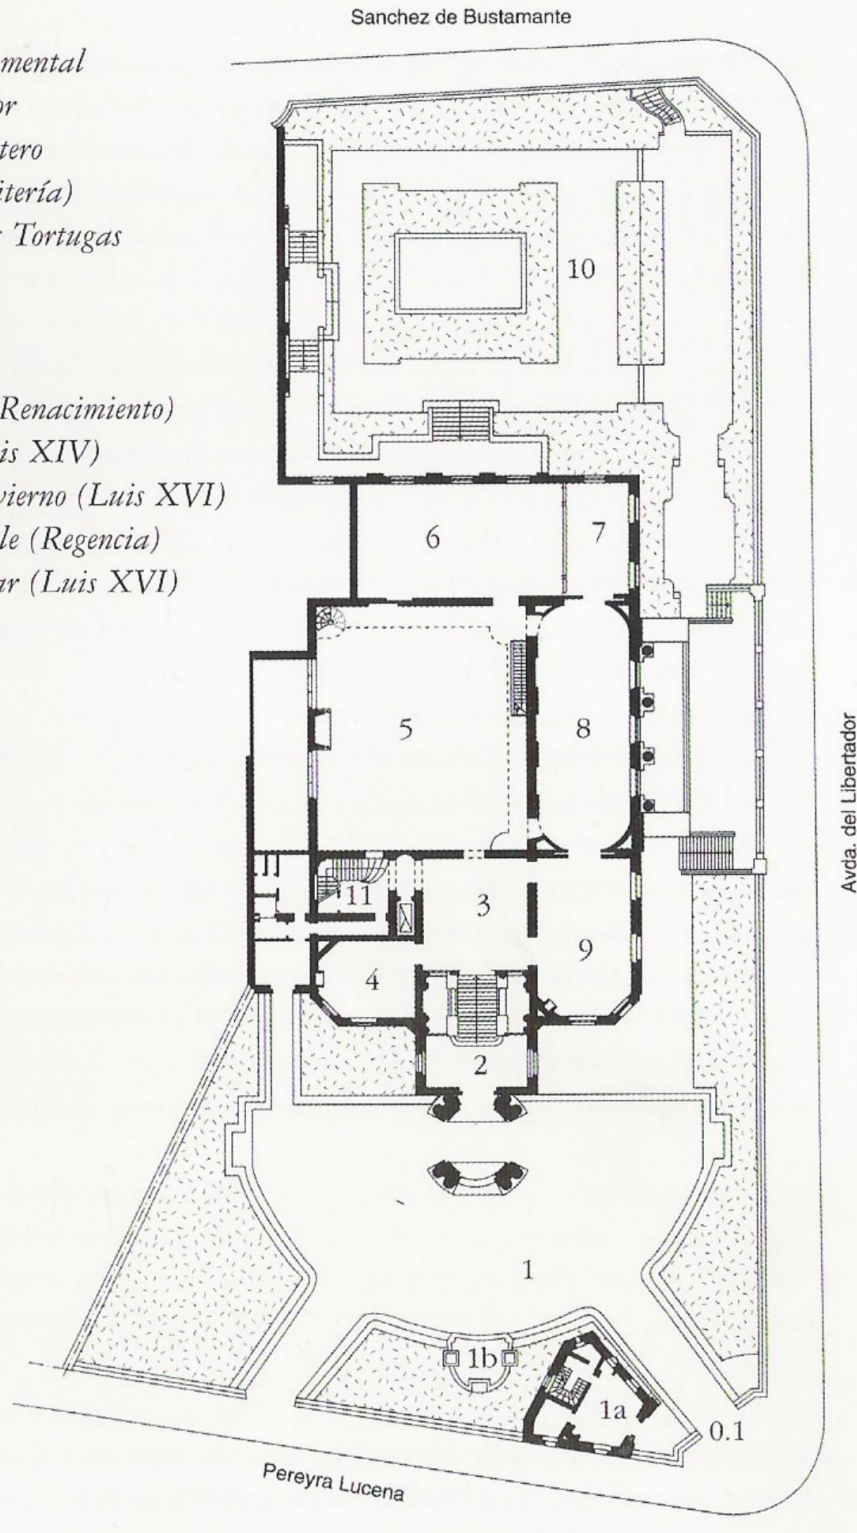 Sanchez de Bustamante
mental
or
tero
itería)
Tortugas
Renacimiento)
is XIV)
vierno (Luis XVI)
le (Regencia)
ar (Luis XVI)
10
6
7
5
8
Avda. del Libertador
11
3
4
9
2
1
1b
1a
0.1
Pereyra Lucena